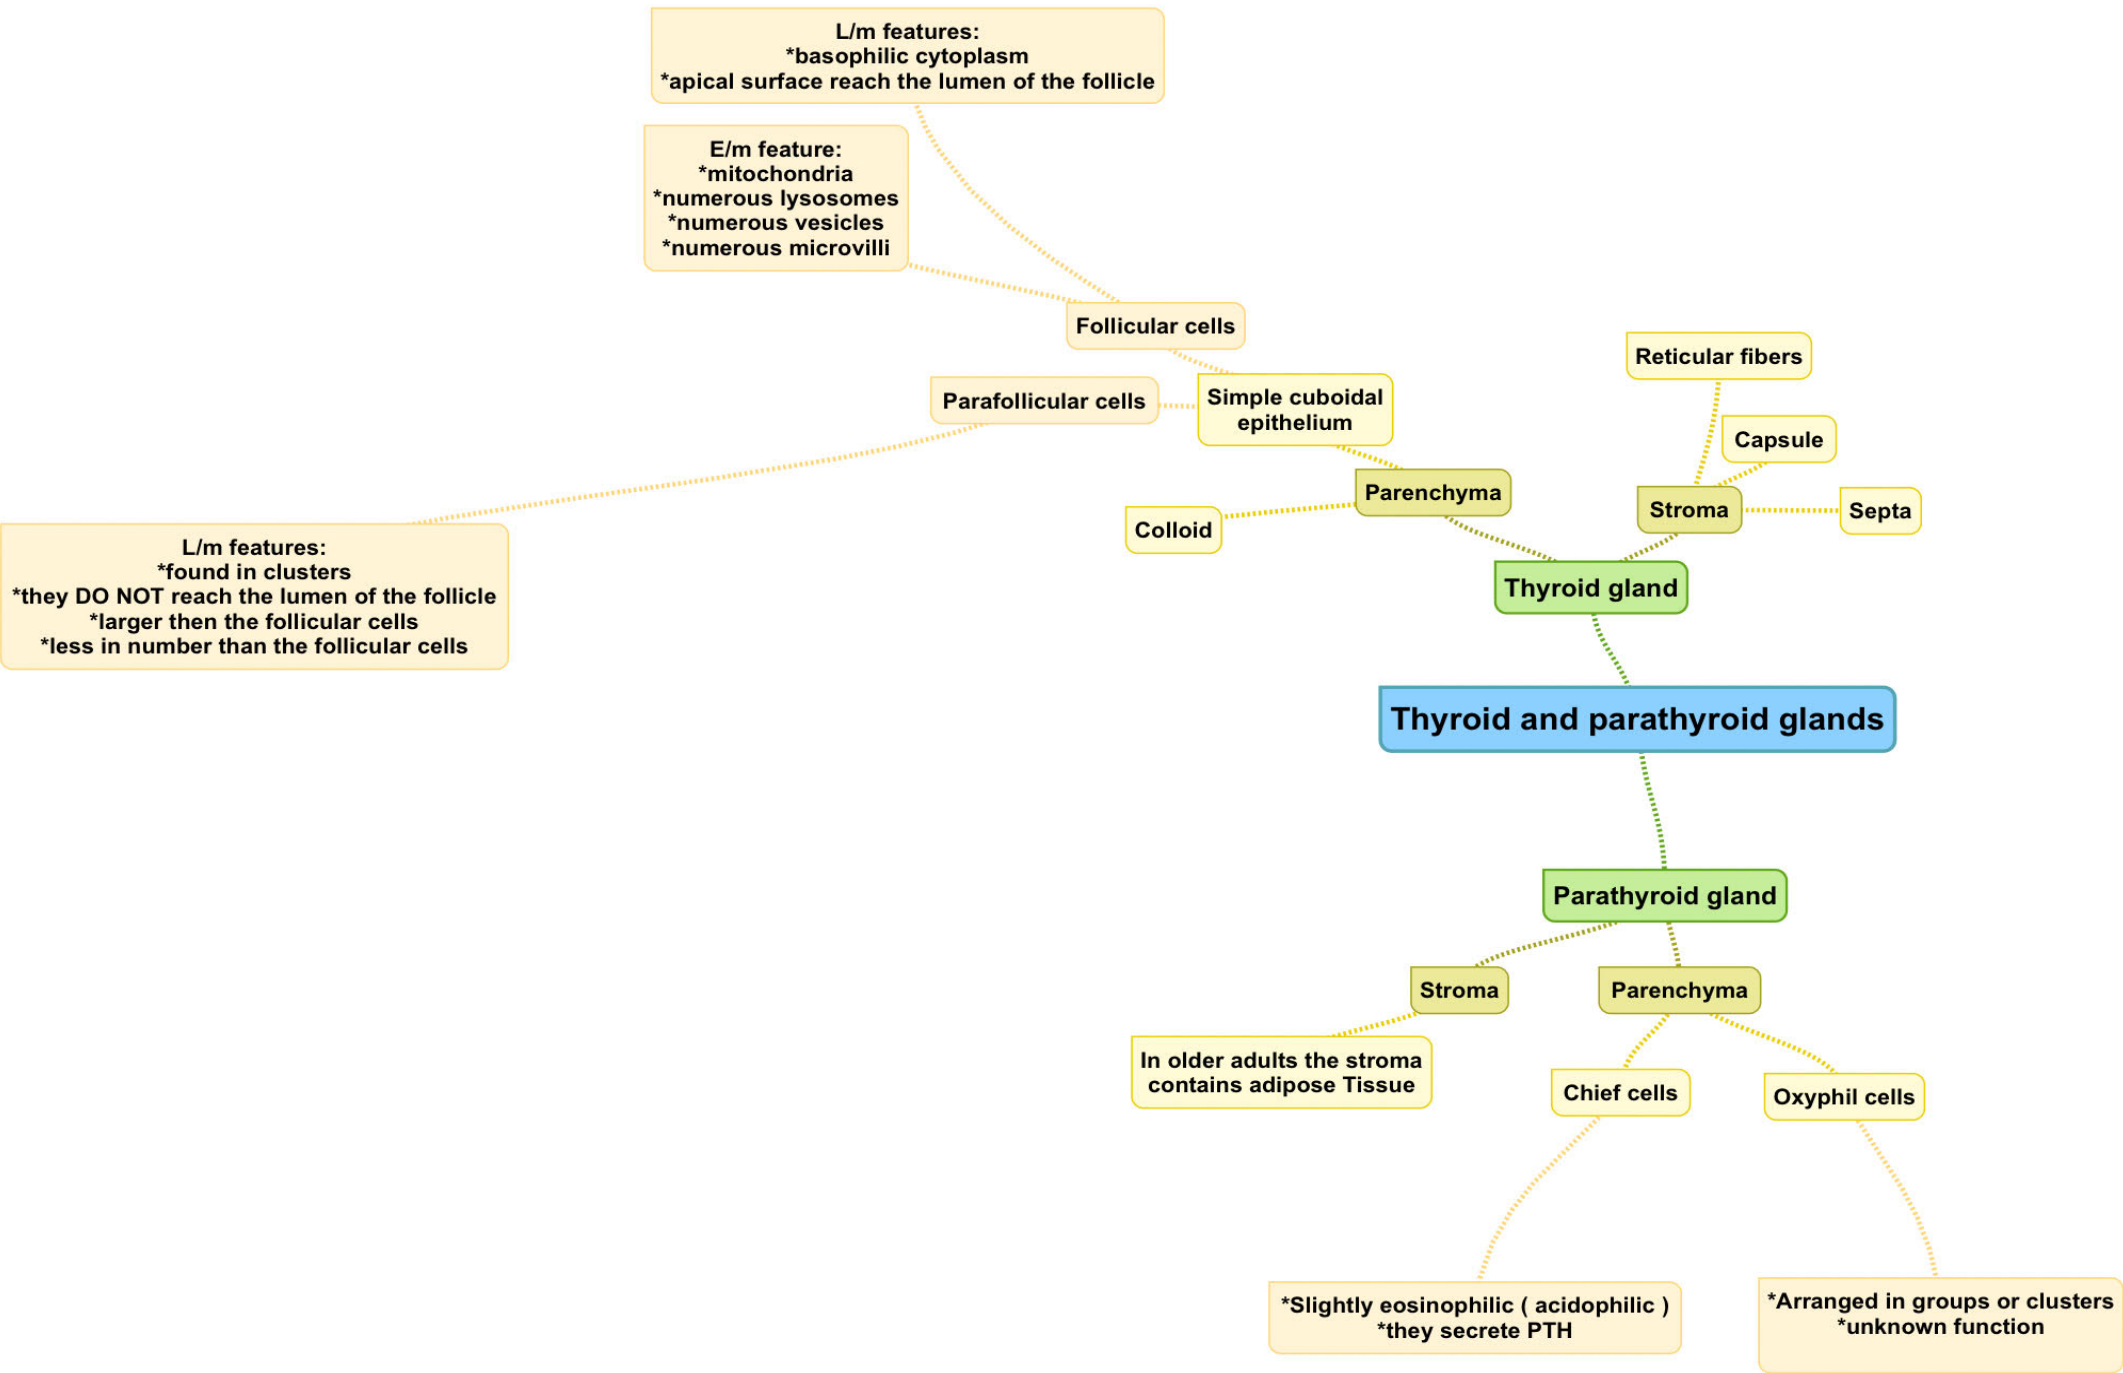 L/m features:
*basophilic cytoplasm
*apical surface reach the lumen of the follicle
E/m feature:
*mitochondria
*numerous lysosomes
*numerous vesicles
*numerous microvilli
Follicular cells
Reticular fibers
Parafollicular cells
Simple cuboidal
epithelium
Capsule
Parenchyma
Stroma
Septa
Colloid
L/m features:
*found in clusters
*they DO NOT reach the lumen of the follicle
*larger then the follicular cells
*less in number than the follicular cells
Thyroid gland
Thyroid and parathyroid glands
Parathyroid gland
Stroma
Parenchyma
In older adults the stroma
contains adipose Tissue
Chief cells
Oxyphil cells
*Slightly eosinophilic ( acidophilic )
*they secrete PTH
*Arranged in groups or clusters
*unknown function